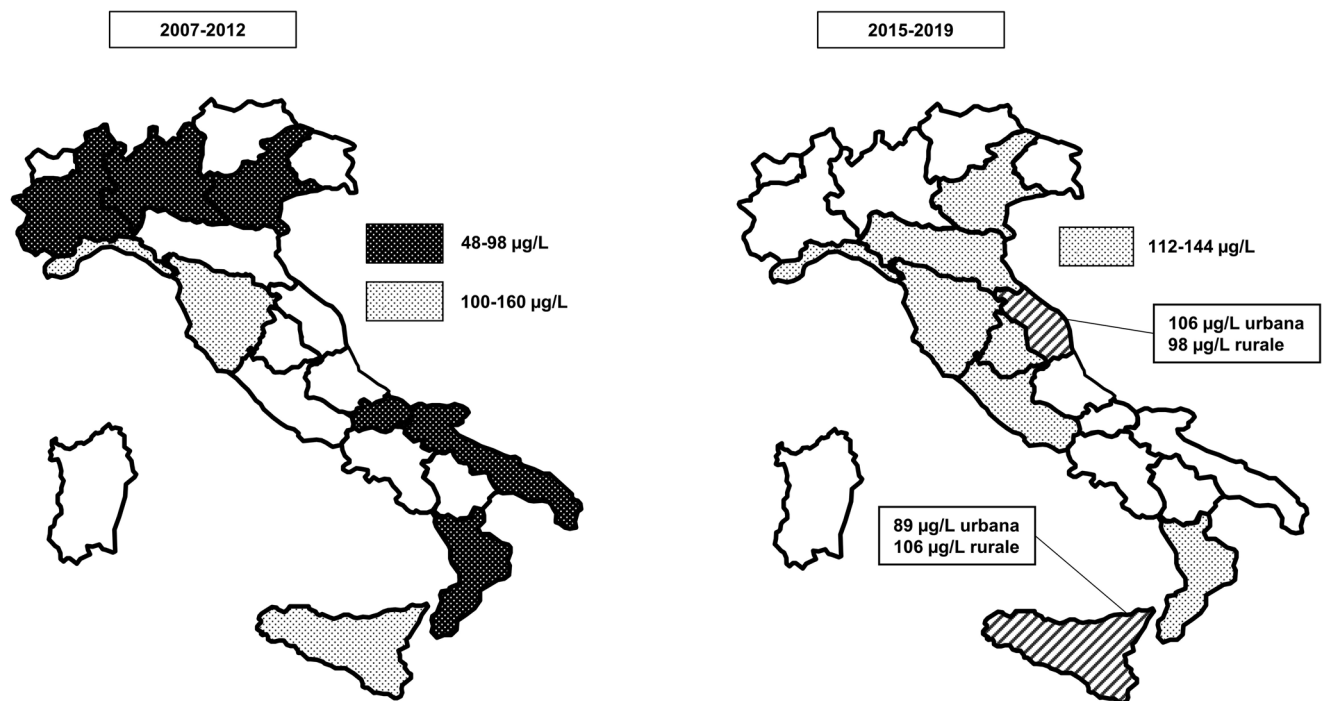 2007-2012
48-98 µg/L
100-160 µg/L
2015-2019
112-144 µg/L
106 µg/L urbana
98 µg/L rurale
89 µg/L urbana
106 µg/L rurale